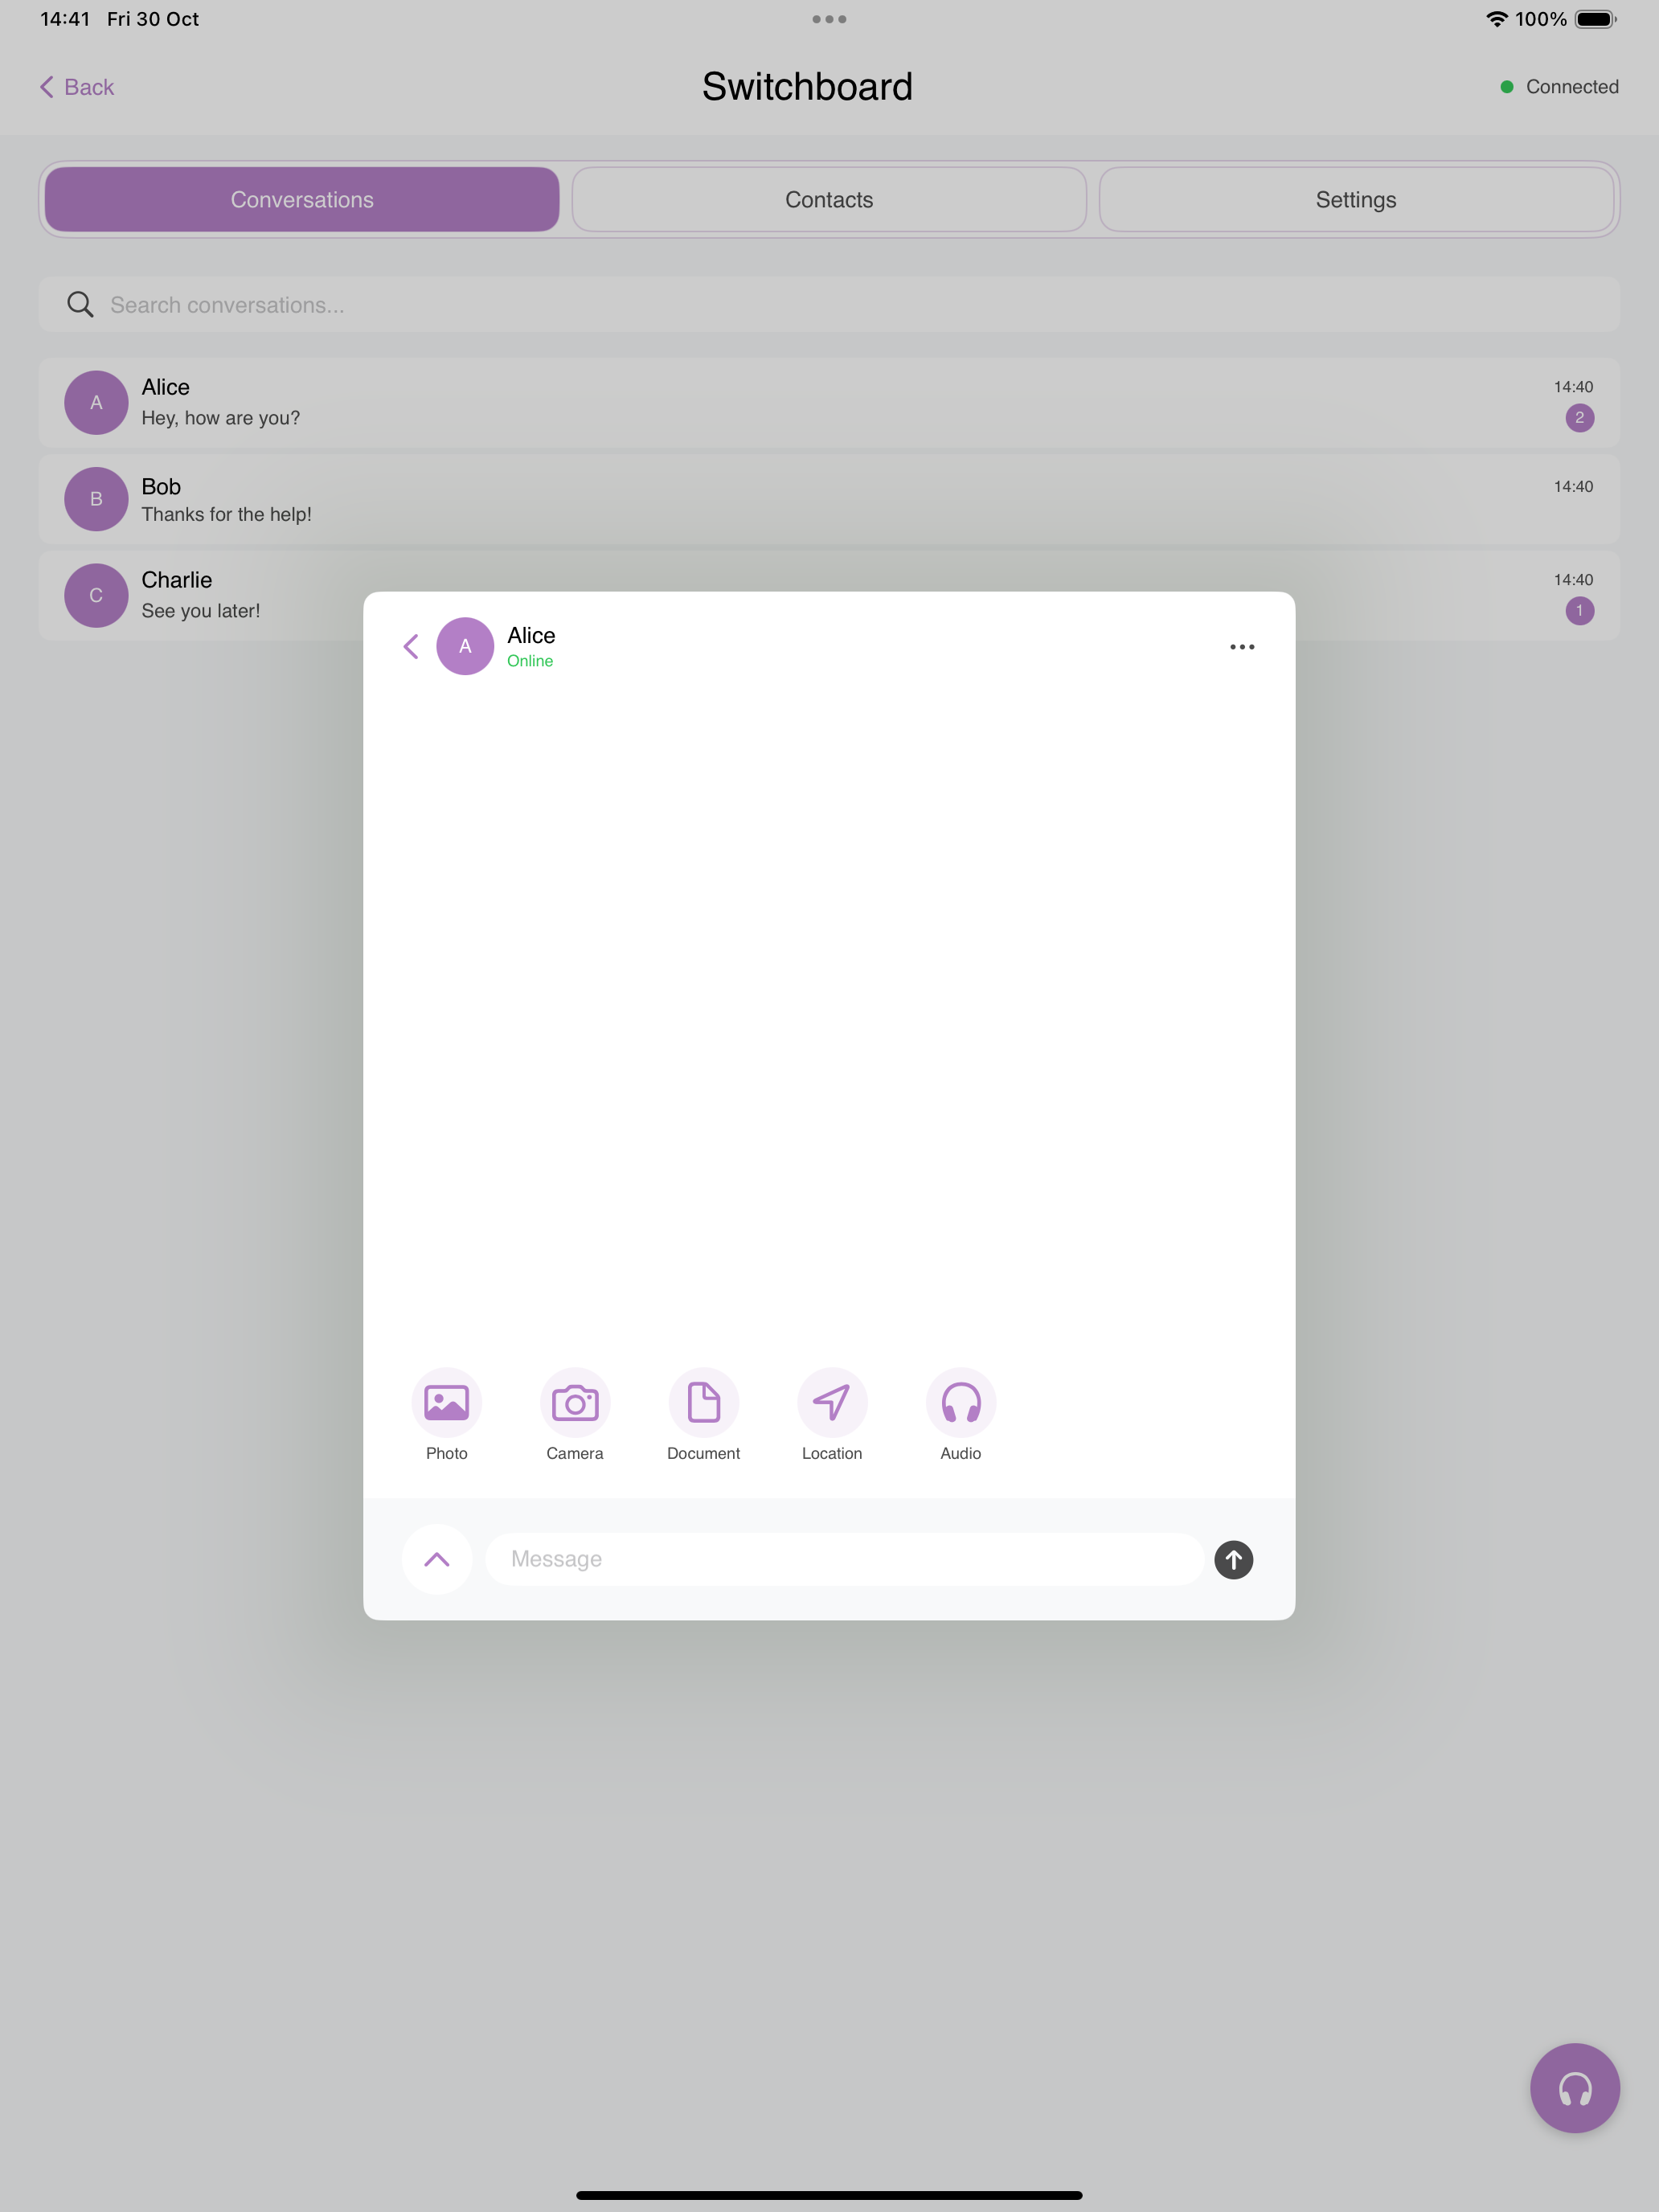 14:41 Fri 30 Oct
100%
Back
Switchboard
Connected
Conversations
Contacts
Settings
Search conversations...
A
Alice
14:40
Hey, how are you?
2
B
Bob
14:40
Thanks for the help!
C
Charlie
14:40
See you later!
1
A
Alice
Online
Photo
Camera
Document
Location
Audio
Message